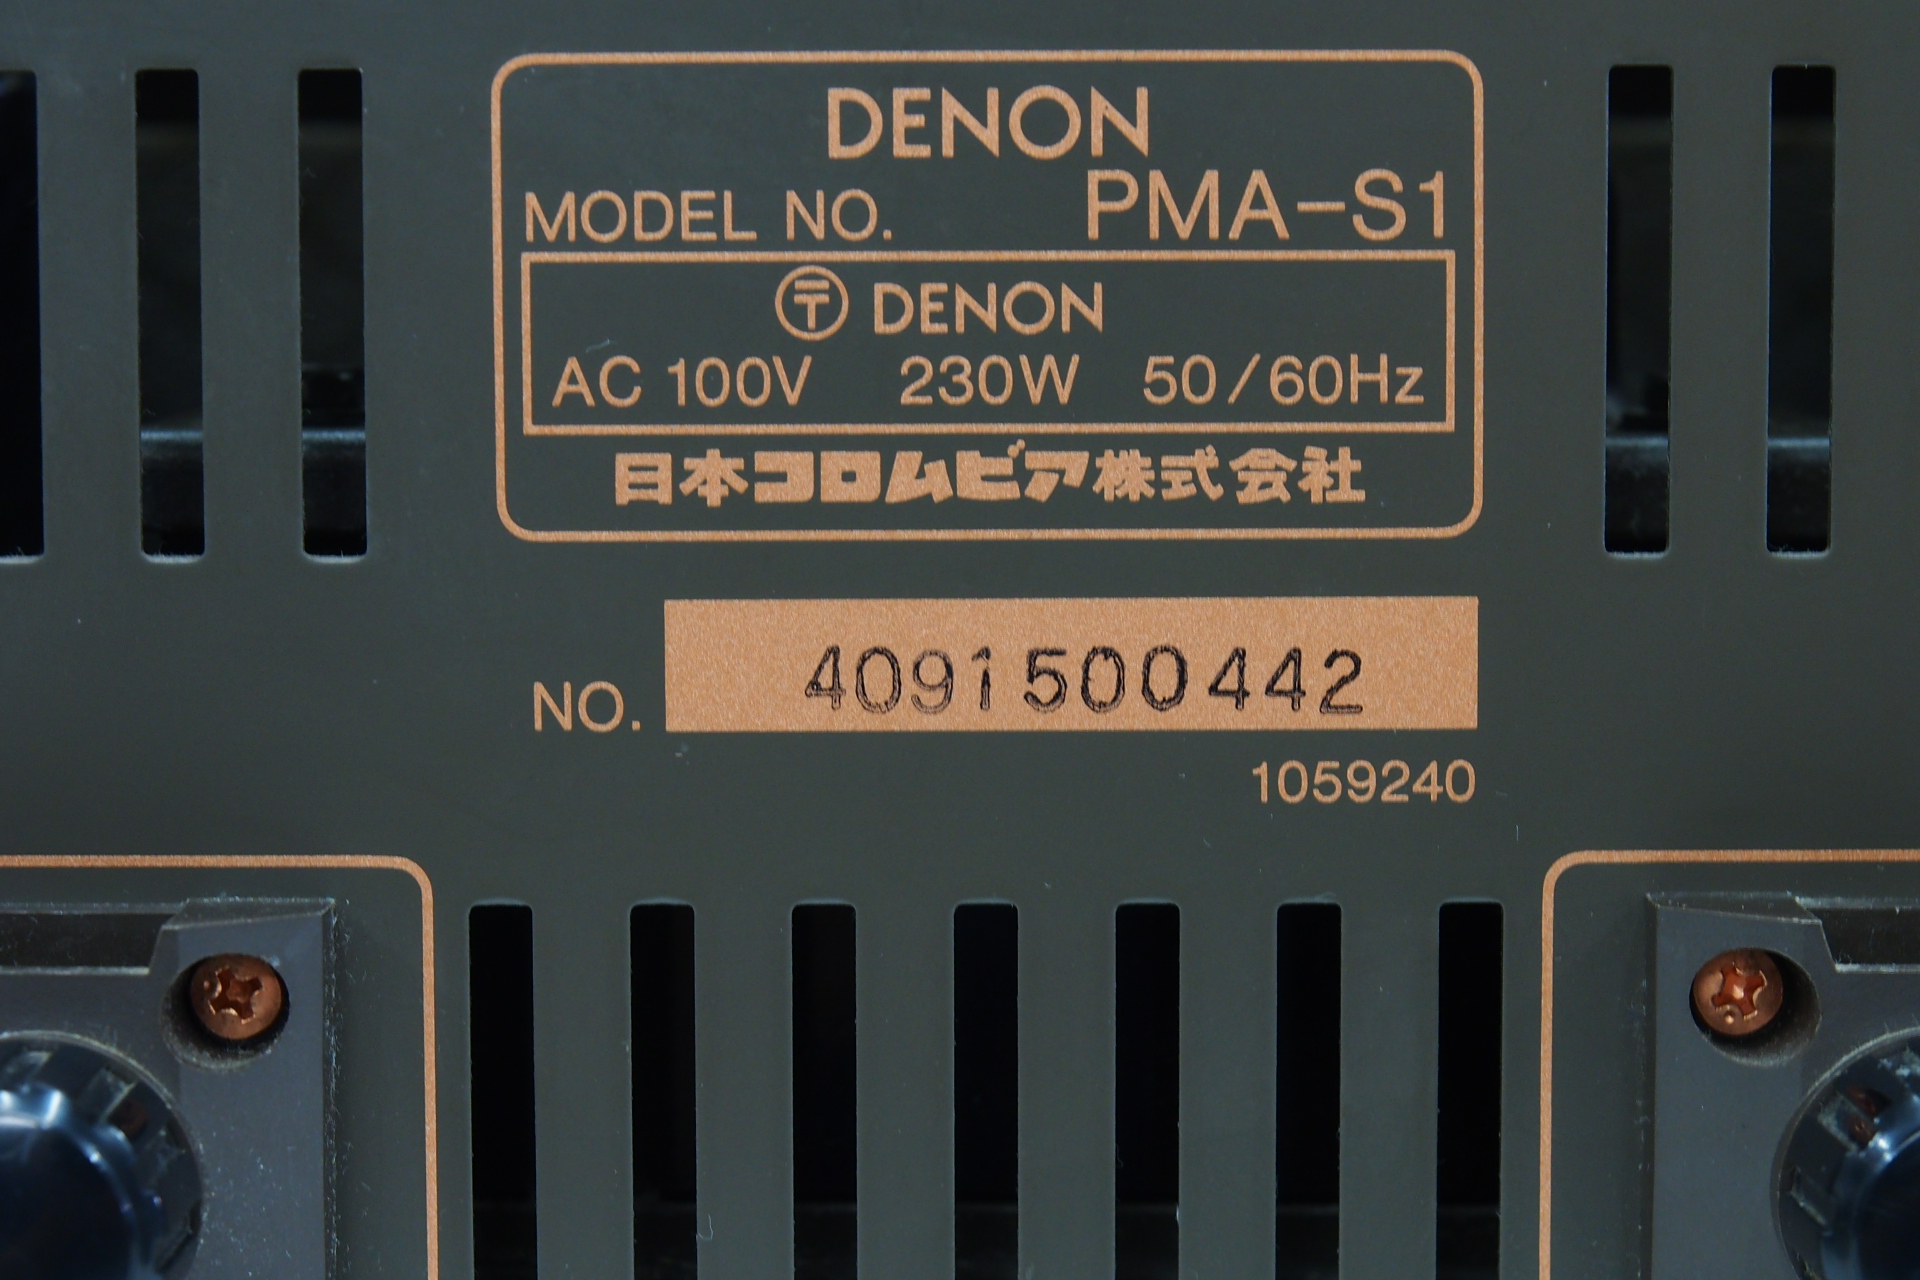 DENON
MODEL NO. PMA-S1
〒 DENON
AC 100V 230W 50/60Hz
日本コロムビア株式会社
NO. 4091500442
1059240